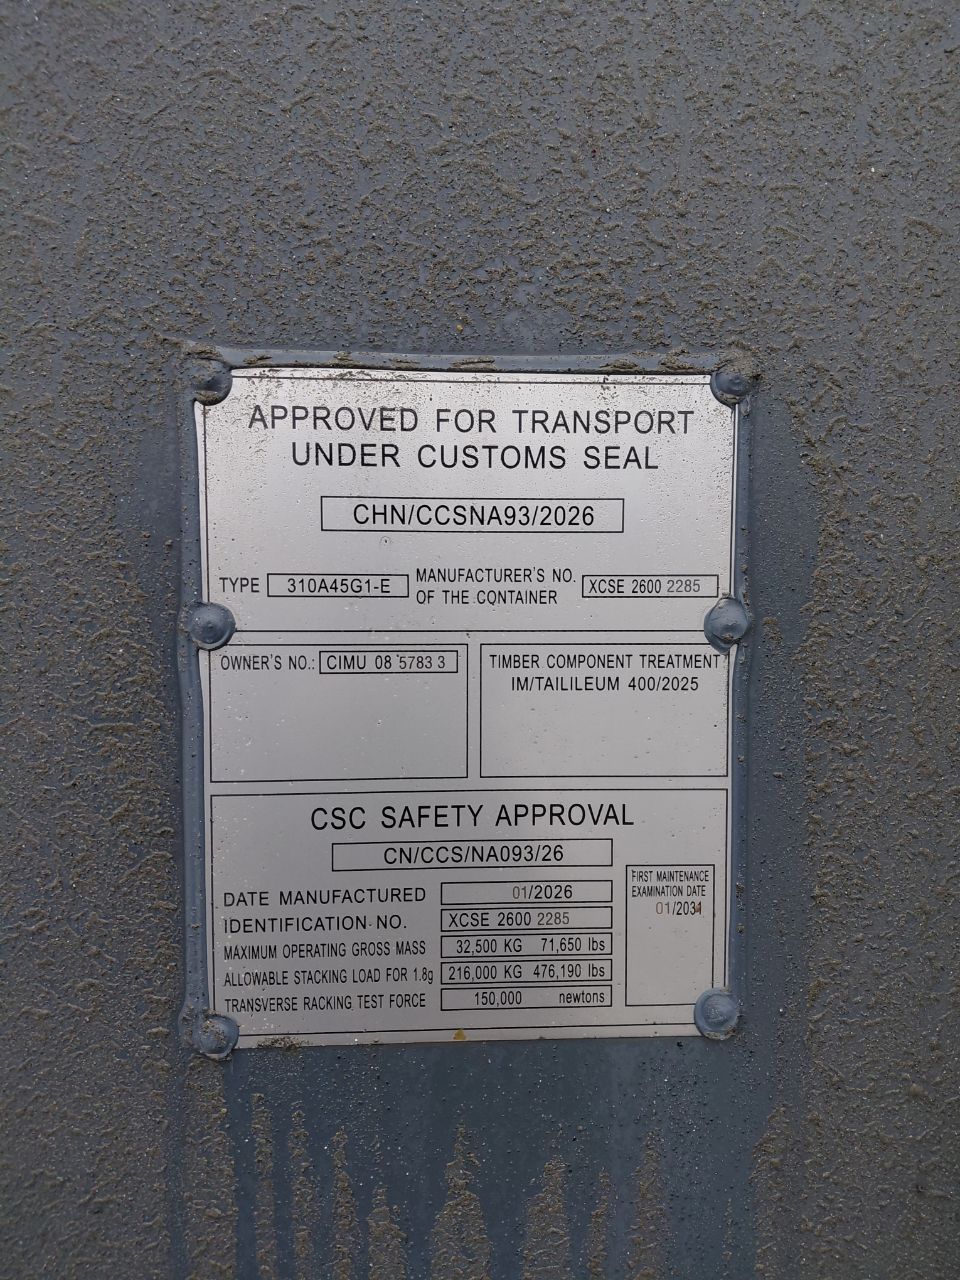 APPROVED FOR TRANSPORT
UNDER CUSTOMS SEAL
CHN/CCSNA93/2026
TYPE 310A45G1-E MANUFACTURER'S NO. OF THE CONTAINER XCSE 2600 2285
OWNER'S NO.: CIMU 08 5783 3
TIMBER COMPONENT TREATMENT
IM/TAILILEUM 400/2025
CSC SAFETY APPROVAL
CN/CCS/NA093/26
DATE MANUFACTURED 01/2026
IDENTIFICATION NO. XCSE 2600 2285
MAXIMUM OPERATING GROSS MASS 32,500 KG 71,650 lbs
ALLOWABLE STACKING LOAD FOR 1.8g 216,000 KG 476,190 lbs
TRANSVERSE RACKING TEST FORCE 150,000 newtons
FIRST MAINTENANCE
EXAMINATION DATE
01/2031